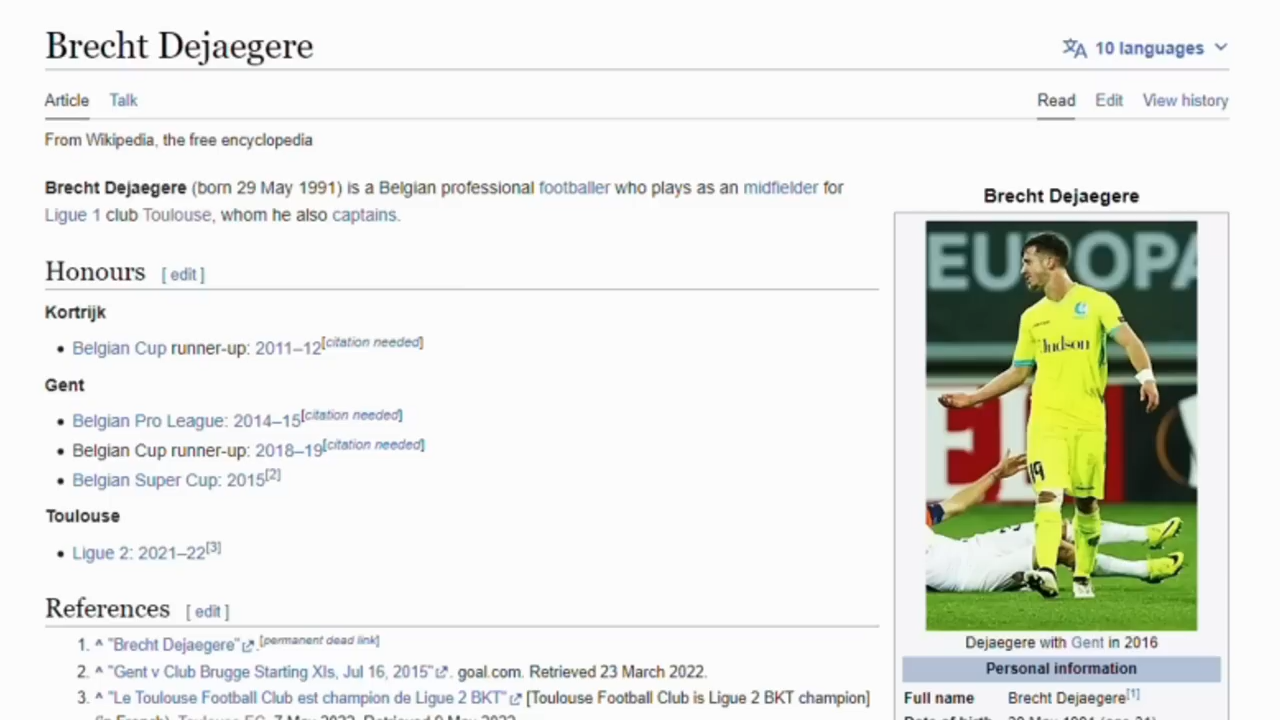 Brecht Dejaegere
10 languages
Article Talk
Read Edit View history
From Wikipedia, the free encyclopedia
Brecht Dejaegere (born 29 May 1991) is a Belgian professional footballer who plays as an midfielder for
Ligue 1 club Toulouse, whom he also captains.
Honours [ edit ]
Kortrijk
• Belgian Cup runner-up: 2011–12[citation needed]
Gent
• Belgian Pro League: 2014–15[citation needed]
• Belgian Cup runner-up: 2018–19[citation needed]
• Belgian Super Cup: 2015[2]
Toulouse
• Ligue 2: 2021–22[3]
References [ edit ]
1. ^ "Brecht Dejaegere".[permanent dead link]
2. ^ "Gent v Club Brugge Starting XIs, Jul 16, 2015". goal.com. Retrieved 23 March 2022.
3. ^ "Le Toulouse Football Club est champion de Ligue 2 BKT" [Toulouse Football Club is Ligue 2 BKT champion]
Brecht Dejaegere
EUROPA
Judson
19
Dejaegere with Gent in 2016
Personal information
Full name Brecht Dejaegere[1]